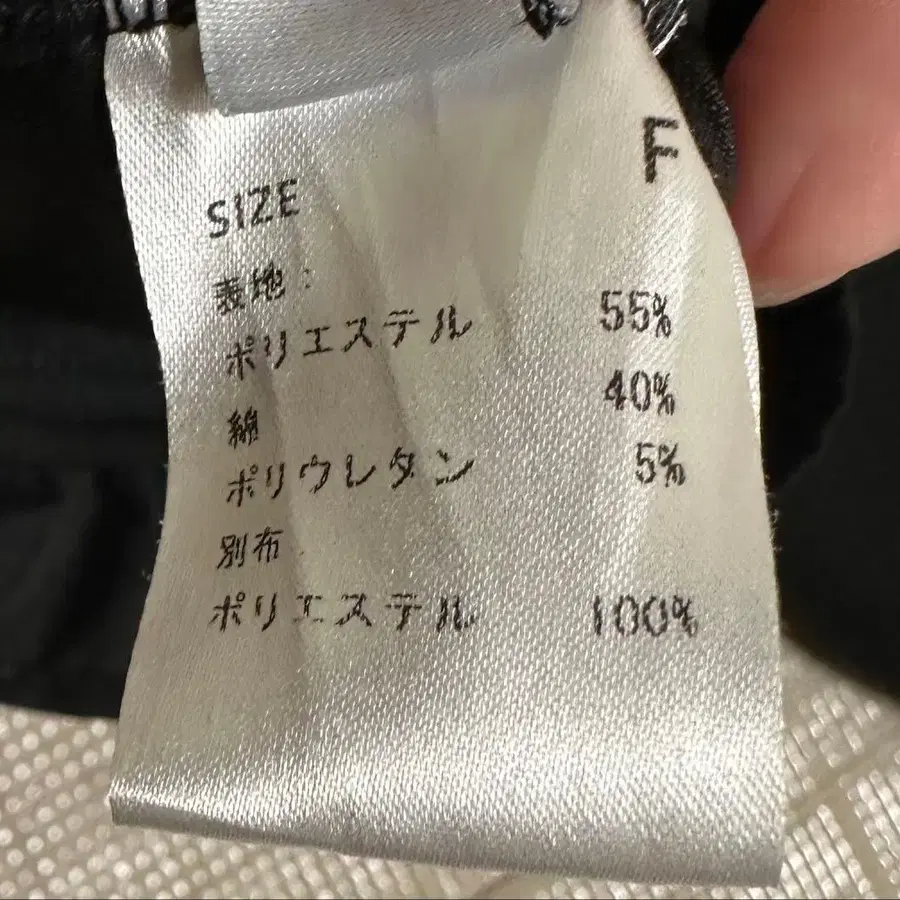 SIZE F
表地:
ポリエステル 55%
綿 40%
ポリウレタン 5%
別布
ポリエステル 100%